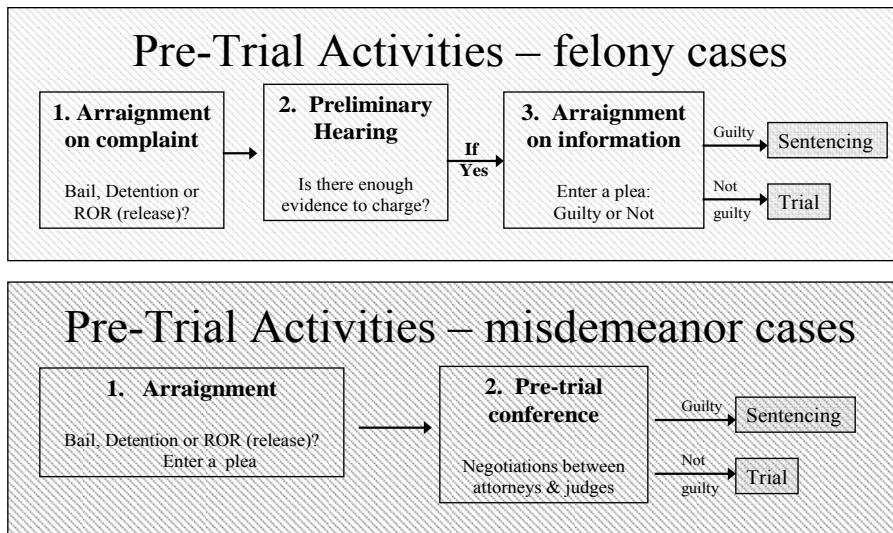 Pre-Trial Activities – felony cases
1. Arraignment
on complaint
Bail, Detention or
ROR (release)?
2. Preliminary
Hearing
Is there enough
evidence to charge?
If
Yes
3. Arraignment
on information
Enter a plea:
Guilty or Not
Guilty
Sentencing
Not
guilty
Trial
Pre-Trial Activities – misdemeanor cases
1. Arraignment
Bail, Detention or ROR (release)?
Enter a plea
2. Pre-trial
conference
Negotiations between
attorneys & judges
Guilty
Sentencing
Not
guilty
Trial